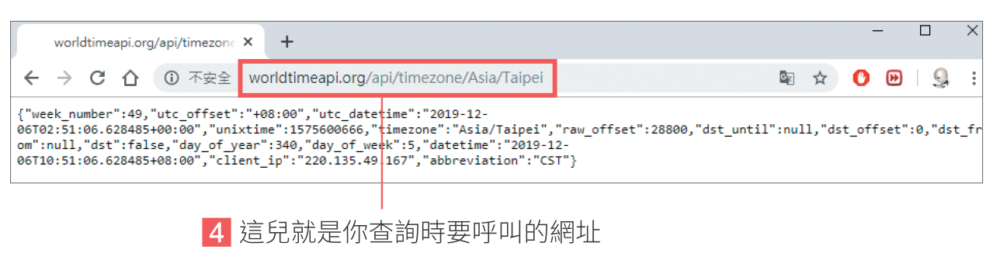 worldtimeapi.org/api/timezone
不安全
worldtimeapi.org/api/timezone/Asia/Taipei
{"week_number":49,"utc_offset":"+08:00","utc_datetime":"2019-12-
06T02:51:06.628485+00:00","unixtime":1575600666,"timezone":"Asia/Taipei","raw_offset":28800,"dst_until":null,"dst_offset":0,"dst_fr
om":null,"dst":false,"day_of_year":340,"day_of_week":5,"datetime":"2019-12-
06T10:51:06.628485+08:00","client_ip":"220.135.49.167","abbreviation":"CST"}
4 這兒就是你查詢時要呼叫的網址